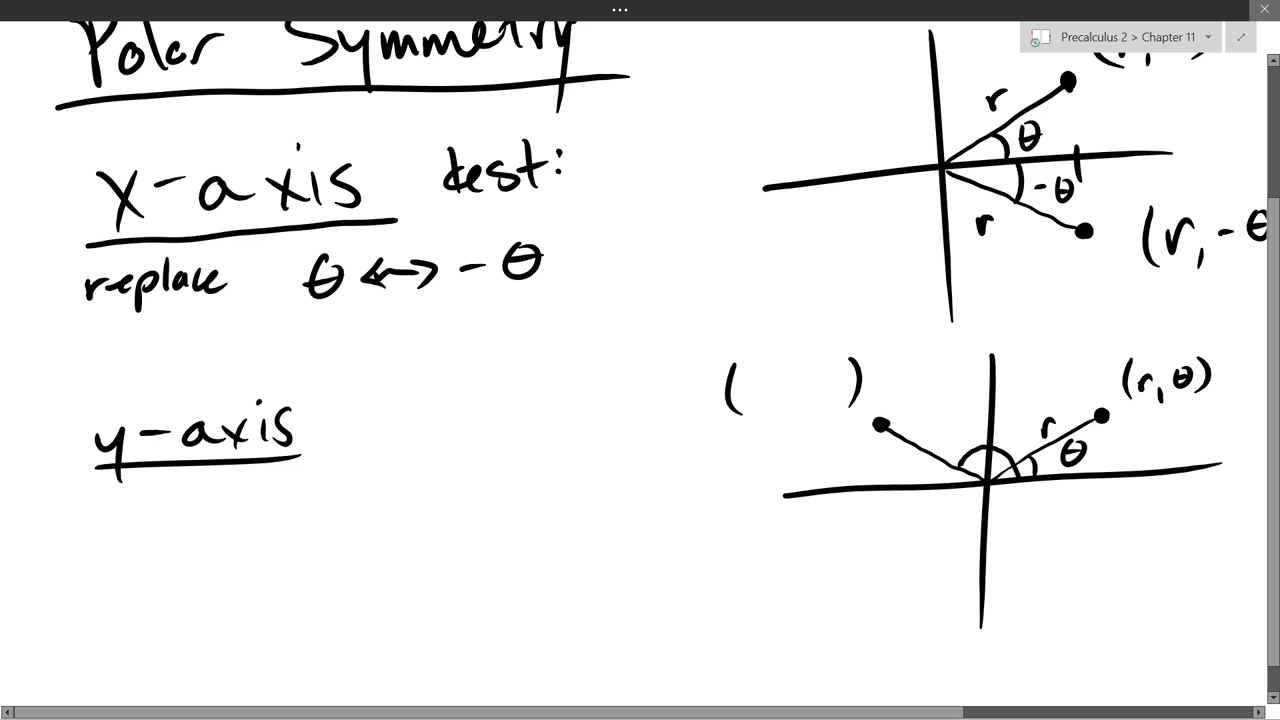 Polar Symmetry
x-axis test:
replace θ ↔ -θ
y-axis
Precalculus 2 > Chapter 11
r
θ
-θ
r
(r, -θ
( )
(r, θ)
r
θ